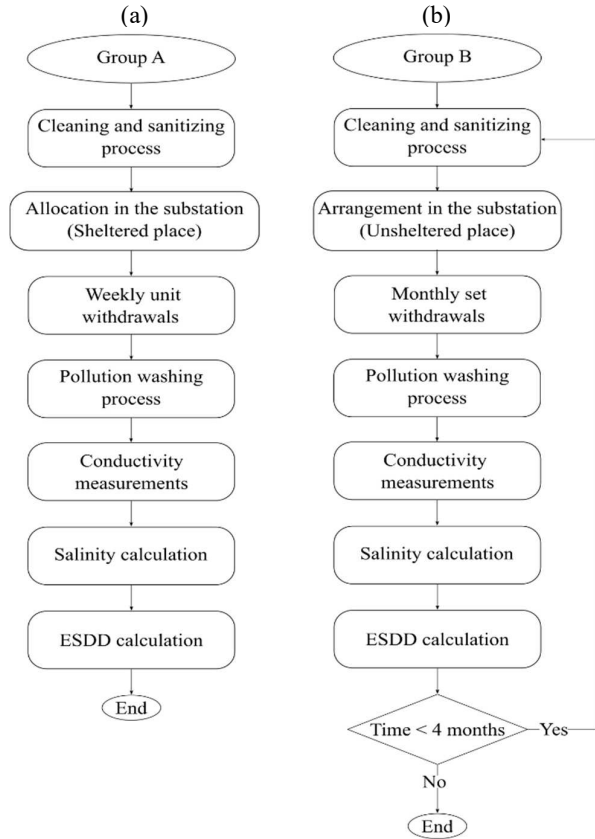 (a)
Group A
Cleaning and sanitizing
process
Allocation in the substation
(Sheltered place)
Weekly unit
withdrawals
Pollution washing
process
Conductivity
measurements
Salinity calculation
ESDD calculation
End
(b)
Group B
Cleaning and sanitizing
process
Arrangement in the substation
(Unsheltered place)
Monthly set
withdrawals
Pollution washing
process
Conductivity
measurements
Salinity calculation
ESDD calculation
Time < 4 months
Yes
No
End